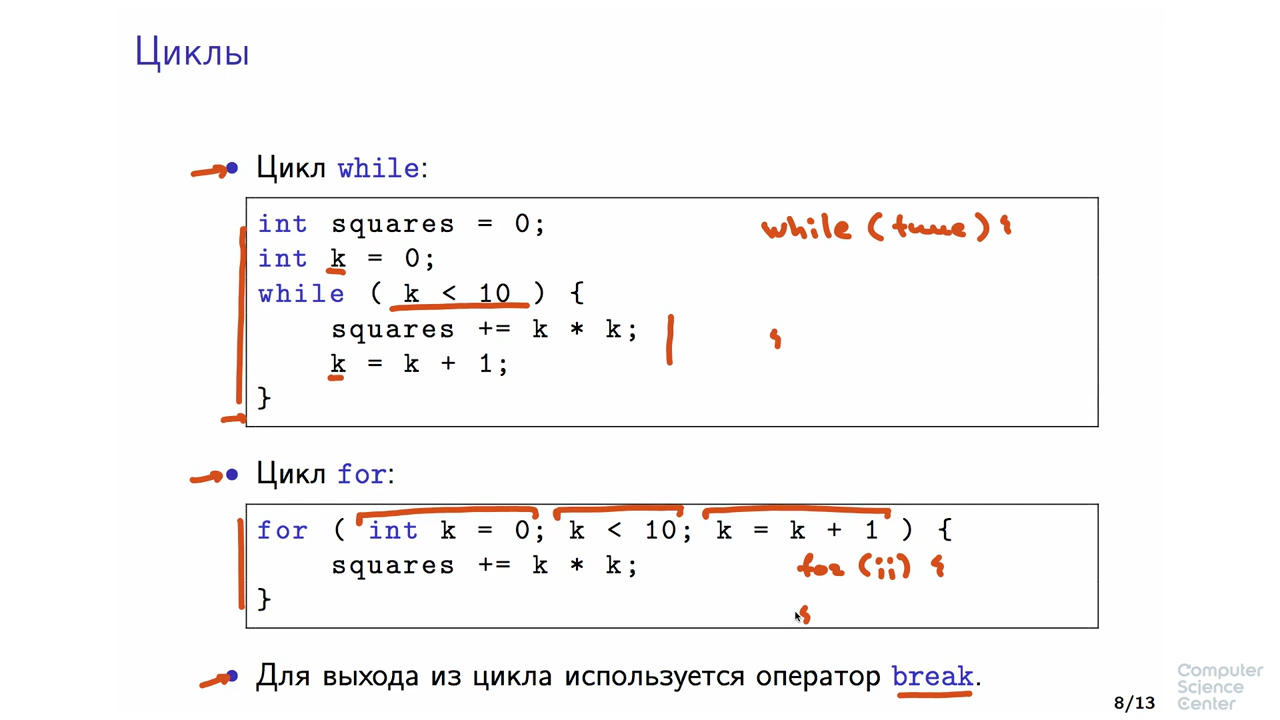 Циклы
Цикл while:
int squares = 0;
while (true) {
int k = 0;
while ( k < 10 ) {
squares += k * k;
}
k = k + 1;
}
Цикл for:
for ( int k = 0; k < 10; k = k + 1 ) {
squares += k * k;
for (;;) {
}
}
Для выхода из цикла используется оператор break.
8/13
Computer
Science
Center